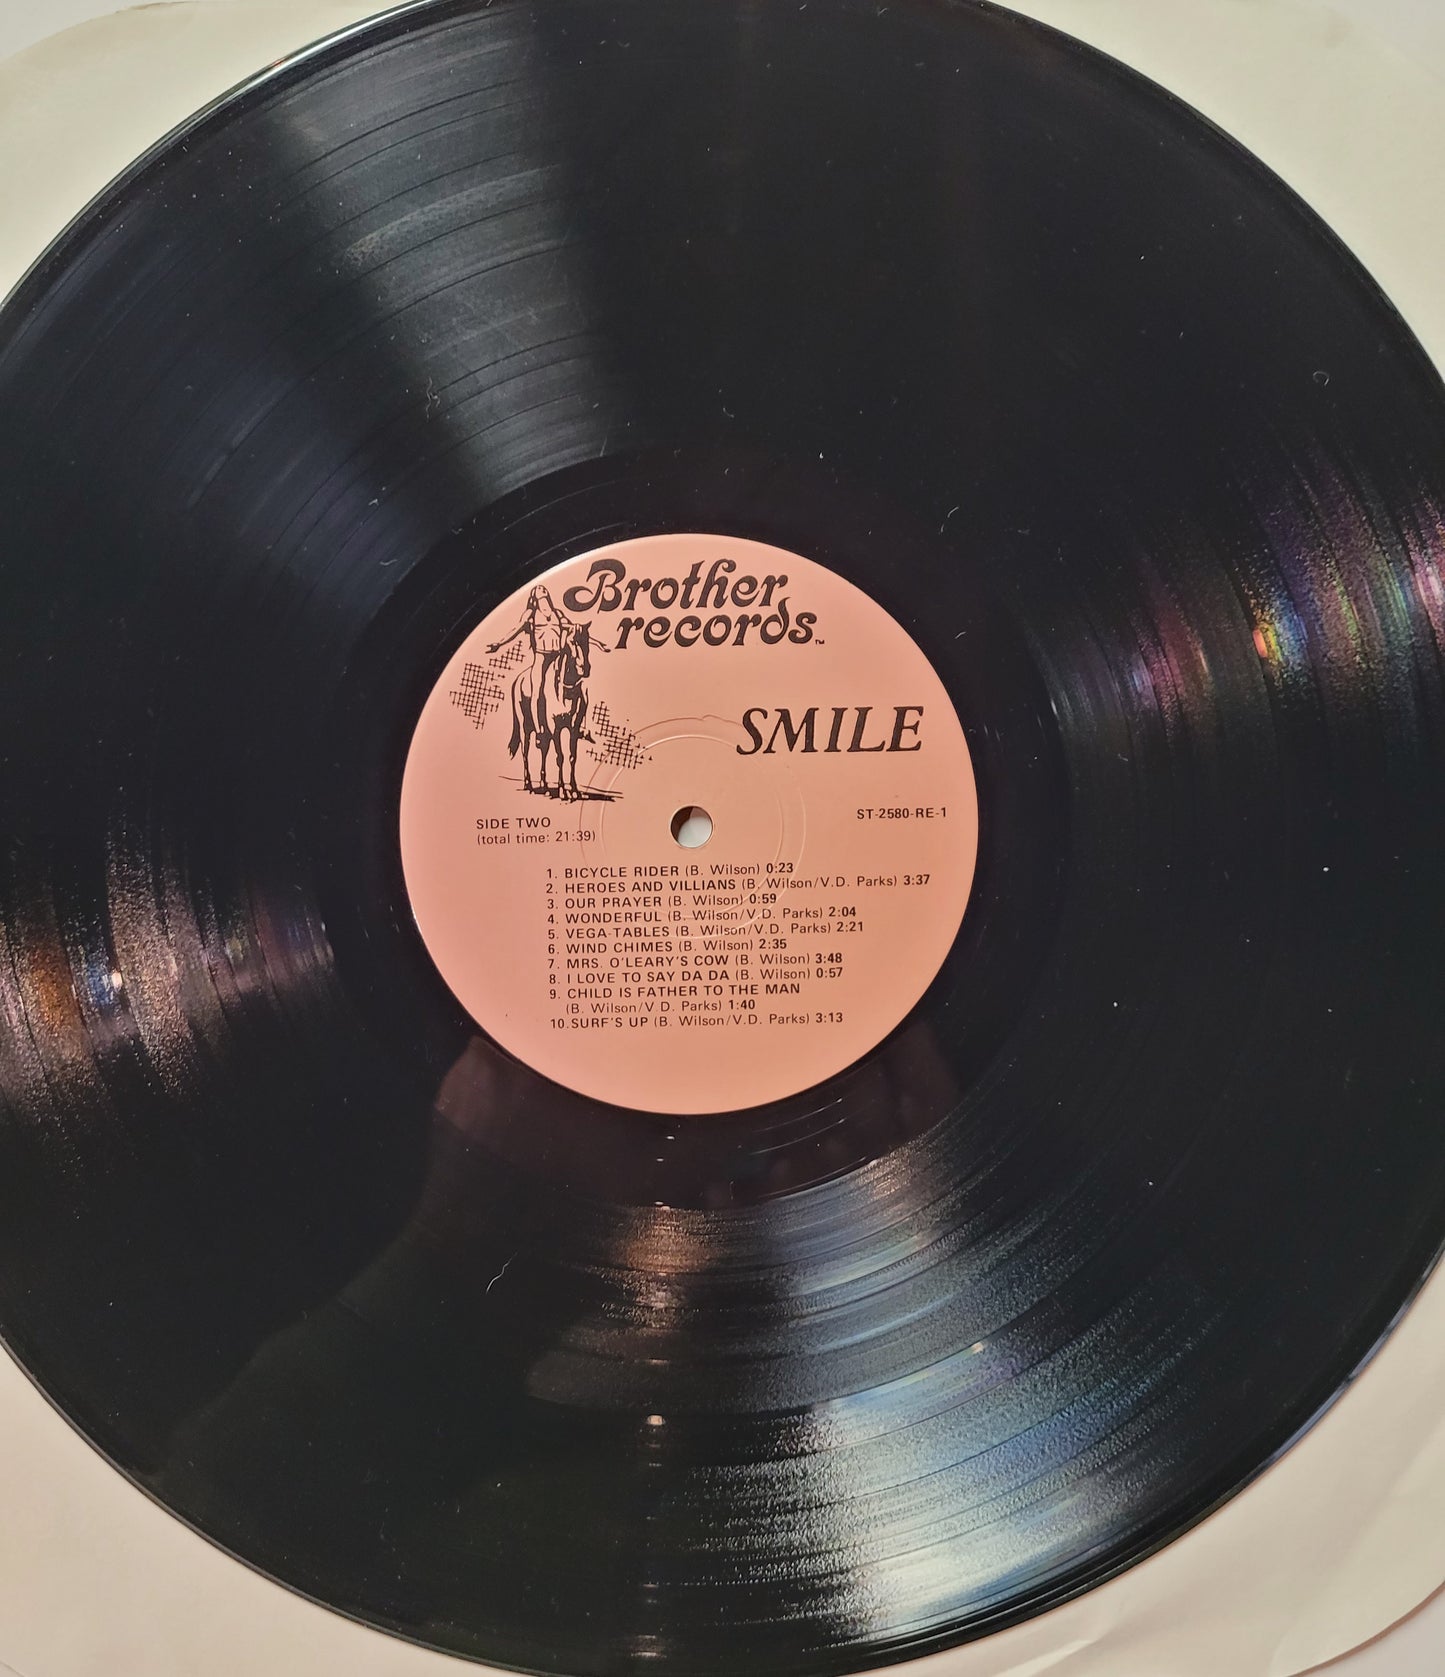 Brother
records™
SMILE
ST-2580-RE-1
SIDE TWO
(total time: 21:39)
1. BICYCLE RIDER (B. Wilson) 0:23
2. HEROES AND VILLIANS (B. Wilson/V.D. Parks) 3:37
3. OUR PRAYER (B. Wilson) 0:59
4. WONDERFUL (B. Wilson/V.D. Parks) 2:04
5. VEGA-TABLES (B. Wilson/V.D. Parks) 2:21
6. WIND CHIMES (B. Wilson) 2:35
7. MRS. O'LEARY'S COW (B. Wilson) 3:48
8. I LOVE TO SAY DA DA (B. Wilson) 0:57
9. CHILD IS FATHER TO THE MAN
(B. Wilson/V.D. Parks) 1:40
10.SURF'S UP (B. Wilson/V.D. Parks) 3:13